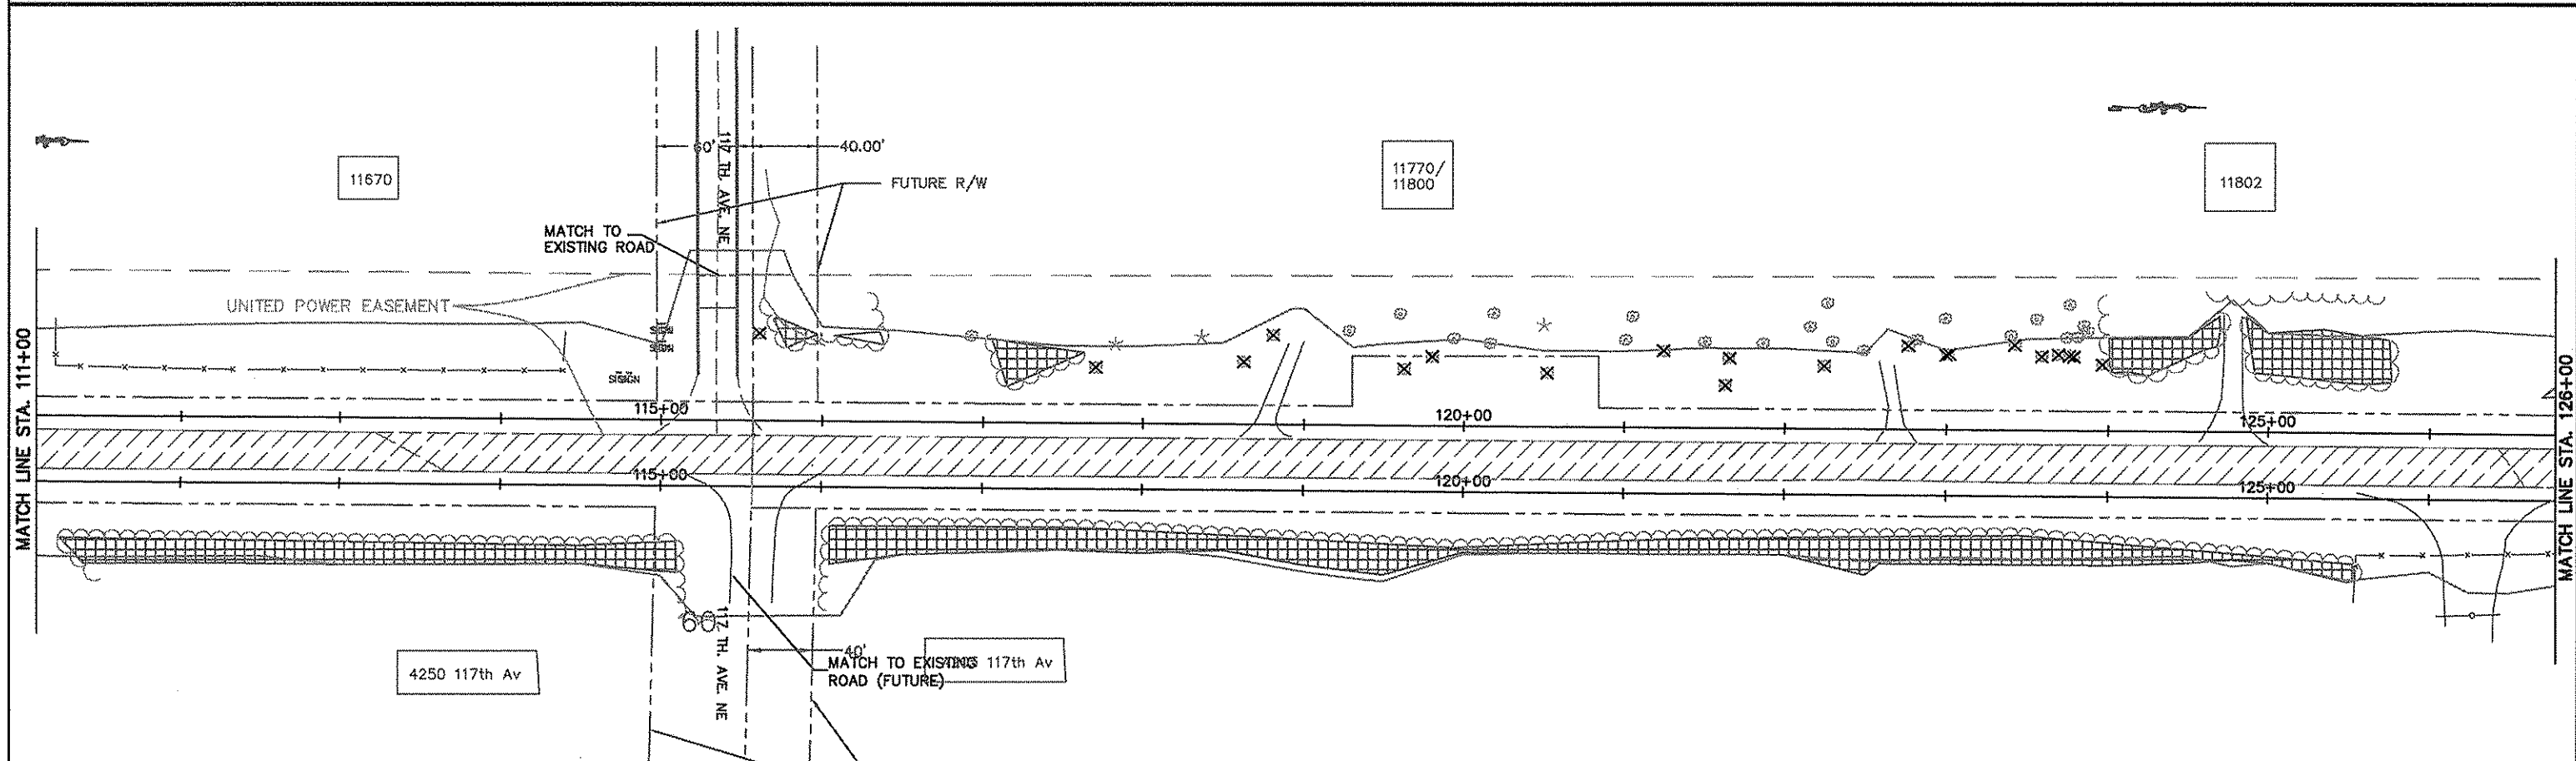 117 TH. AVE. NE
60'
40.00'
FUTURE R/W
11670
11770/
11800
11802
MATCH TO
EXISTING ROAD
UNITED POWER EASEMENT
SIGN
SIGN
MATCH LINE STA. 111+00
115+00
120+00
125+00
115+00
120+00
125+00
MATCH LINE STA. 126+00
117 TH. AVE. NE
40'
MATCH TO EXISTING
ROAD (FUTURE)
4250 117th Av
117th Av